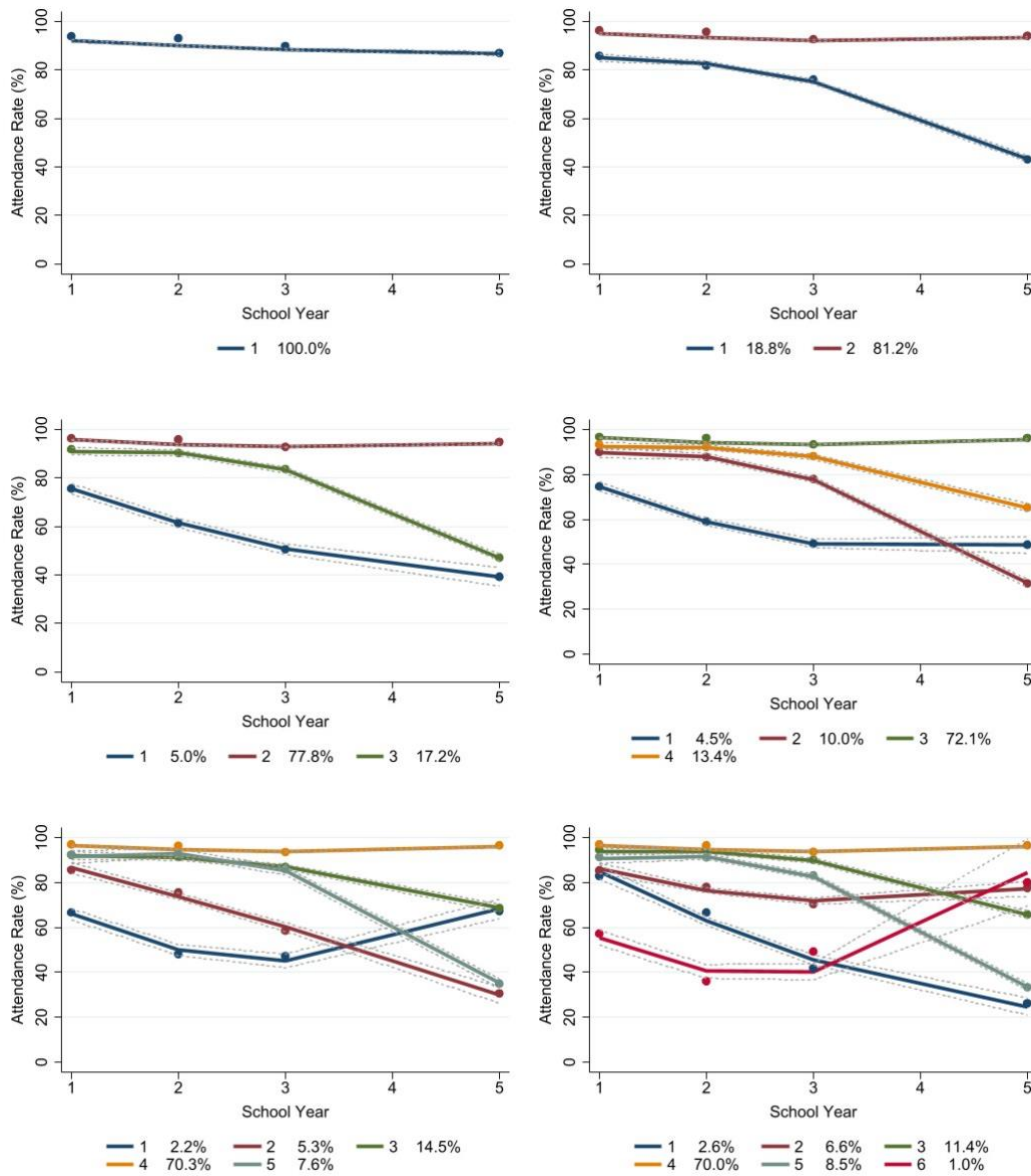 Attendance Rate (%)
0 20 40 60 80 100
1 2 3 4 5
School Year
1 100.0%
Attendance Rate (%)
0 20 40 60 80 100
1 2 3 4 5
School Year
1 18.8% 2 81.2%
Attendance Rate (%)
0 20 40 60 80 100
1 2 3 4 5
School Year
1 5.0% 2 77.8% 3 17.2%
Attendance Rate (%)
0 20 40 60 80 100
1 2 3 4 5
School Year
1 4.5% 2 10.0% 3 72.1%
4 13.4%
Attendance Rate (%)
0 20 40 60 80 100
1 2 3 4 5
School Year
1 2.2% 2 5.3% 3 14.5%
4 70.3% 5 7.6%
Attendance Rate (%)
0 20 40 60 80 100
1 2 3 4 5
School Year
1 2.6% 2 6.6% 3 11.4%
4 70.0% 5 8.5% 6 1.0%